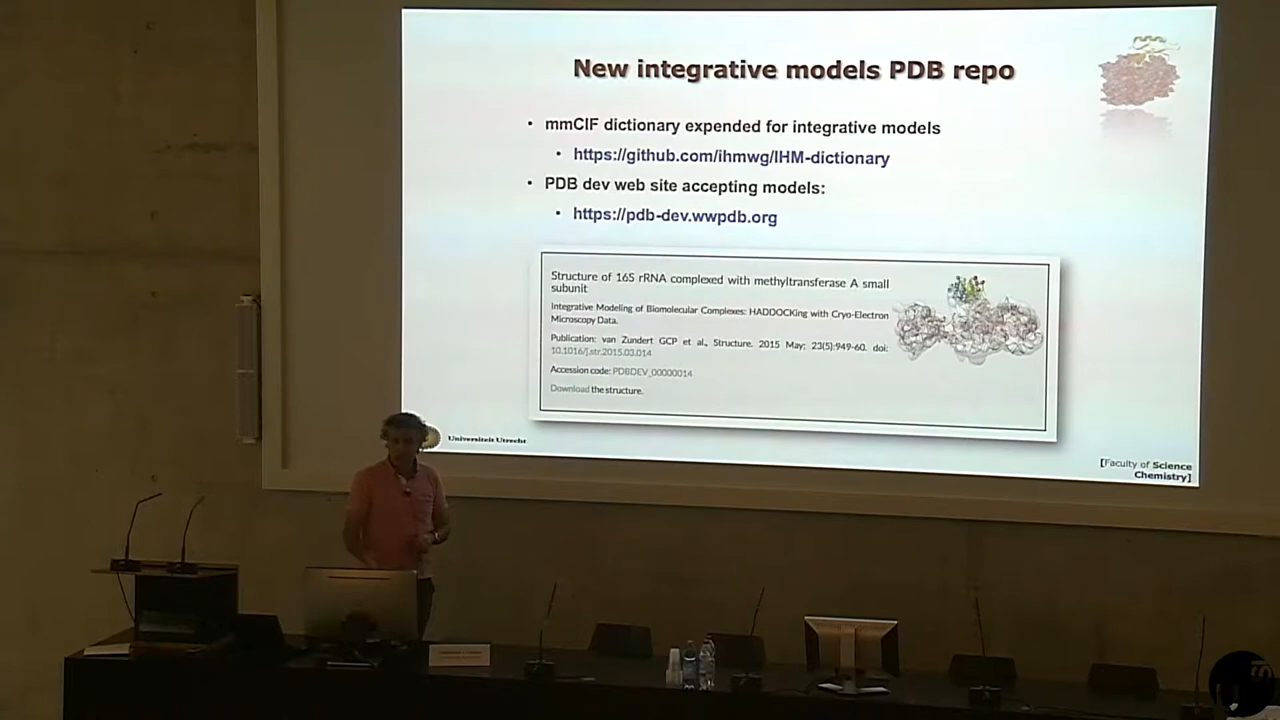 New integrative models PDB repo
• mmCIF dictionary expended for integrative models
• https://github.com/ihmwg/IHM-dictionary
• PDB dev web site accepting models:
• https://pdb-dev.wwpdb.org
Structure of 16S rRNA complexed with methyltransferase A small
subunit
Integrative Modeling of Biomolecular Complexes: HADDOCKing with Cryo-Electron
Microscopy Data.
Publication: van Zundert GCP et al., Structure. 2015 May; 23(5):949-60. doi:
10.1016/j.str.2015.03.014
Accession code: PDBDEV_00000014
Download the structure.
Universiteit Utrecht
[Faculty of Science
Chemistry]